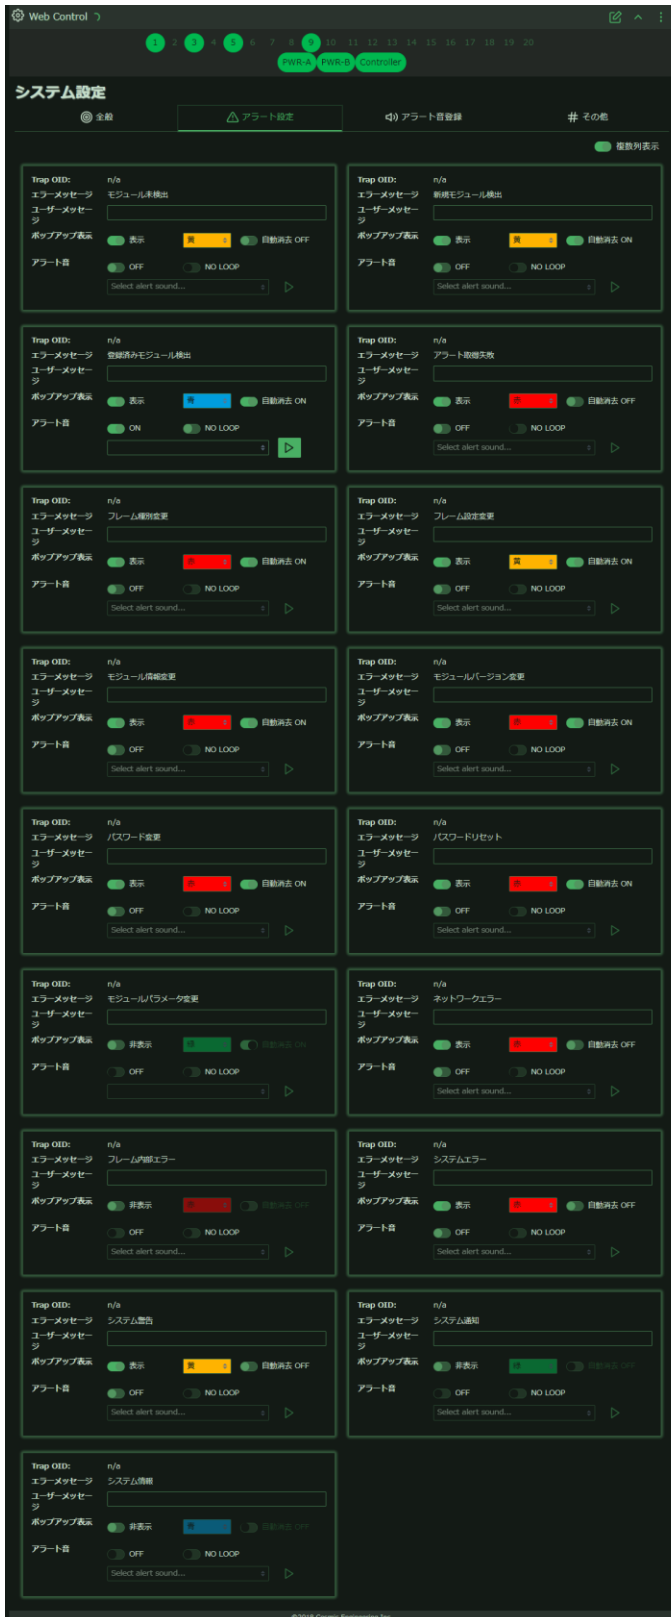 Web Control
1 2 3 4 5 6 7 8 9 10 11 12 13 14 15 16 17 18 19 20
PWR-A PWR-B Controller
システム設定
全般 アラート設定 アラート音登録 その他
複数列表示
Trap OID: n/a
エラーメッセージ モジュール未検出
ユーザーメッセー
ジ
ポップアップ表示 表示 黄 自動消去 OFF
アラート音 OFF NO LOOP
Select alert sound...
Trap OID: n/a
エラーメッセージ 新規モジュール検出
ユーザーメッセー
ジ
ポップアップ表示 表示 黄 自動消去 ON
アラート音 OFF NO LOOP
Select alert sound...
Trap OID: n/a
エラーメッセージ 登録済みモジュール検出
ユーザーメッセー
ジ
ポップアップ表示 表示 青 自動消去 ON
アラート音 ON NO LOOP
Trap OID: n/a
エラーメッセージ アラート取得失敗
ユーザーメッセー
ジ
ポップアップ表示 表示 赤 自動消去 OFF
アラート音 OFF NO LOOP
Select alert sound...
Trap OID: n/a
エラーメッセージ フレーム種別変更
ユーザーメッセー
ジ
ポップアップ表示 表示 赤 自動消去 ON
アラート音 OFF NO LOOP
Select alert sound...
Trap OID: n/a
エラーメッセージ フレーム設定変更
ユーザーメッセー
ジ
ポップアップ表示 表示 黄 自動消去 ON
アラート音 OFF NO LOOP
Select alert sound...
Trap OID: n/a
エラーメッセージ モジュール情報変更
ユーザーメッセー
ジ
ポップアップ表示 表示 赤 自動消去 ON
アラート音 OFF NO LOOP
Select alert sound...
Trap OID: n/a
エラーメッセージ モジュールバージョン変更
ユーザーメッセー
ジ
ポップアップ表示 表示 赤 自動消去 ON
アラート音 OFF NO LOOP
Select alert sound...
Trap OID: n/a
エラーメッセージ パスワード変更
ユーザーメッセー
ジ
ポップアップ表示 表示 赤 自動消去 ON
アラート音 OFF NO LOOP
Select alert sound...
Trap OID: n/a
エラーメッセージ パスワードリセット
ユーザーメッセー
ジ
ポップアップ表示 表示 赤 自動消去 ON
アラート音 OFF NO LOOP
Select alert sound...
Trap OID: n/a
エラーメッセージ モジュールパラメータ変更
ユーザーメッセー
ジ
ポップアップ表示 非表示 緑 自動消去 ON
アラート音 OFF NO LOOP
Trap OID: n/a
エラーメッセージ ネットワークエラー
ユーザーメッセー
ジ
ポップアップ表示 表示 赤 自動消去 OFF
アラート音 OFF NO LOOP
Select alert sound...
Trap OID: n/a
エラーメッセージ フレーム内部エラー
ユーザーメッセー
ジ
ポップアップ表示 非表示 赤 自動消去 OFF
アラート音 OFF NO LOOP
Select alert sound...
Trap OID: n/a
エラーメッセージ システムエラー
ユーザーメッセー
ジ
ポップアップ表示 表示 赤 自動消去 OFF
アラート音 OFF NO LOOP
Select alert sound...
Trap OID: n/a
エラーメッセージ システム警告
ユーザーメッセー
ジ
ポップアップ表示 表示 黄 自動消去 OFF
アラート音 OFF NO LOOP
Select alert sound...
Trap OID: n/a
エラーメッセージ システム通知
ユーザーメッセー
ジ
ポップアップ表示 非表示 緑 自動消去 OFF
アラート音 OFF NO LOOP
Select alert sound...
Trap OID: n/a
エラーメッセージ システム情報
ユーザーメッセー
ジ
ポップアップ表示 非表示 青 自動消去 OFF
アラート音 OFF NO LOOP
Select alert sound...